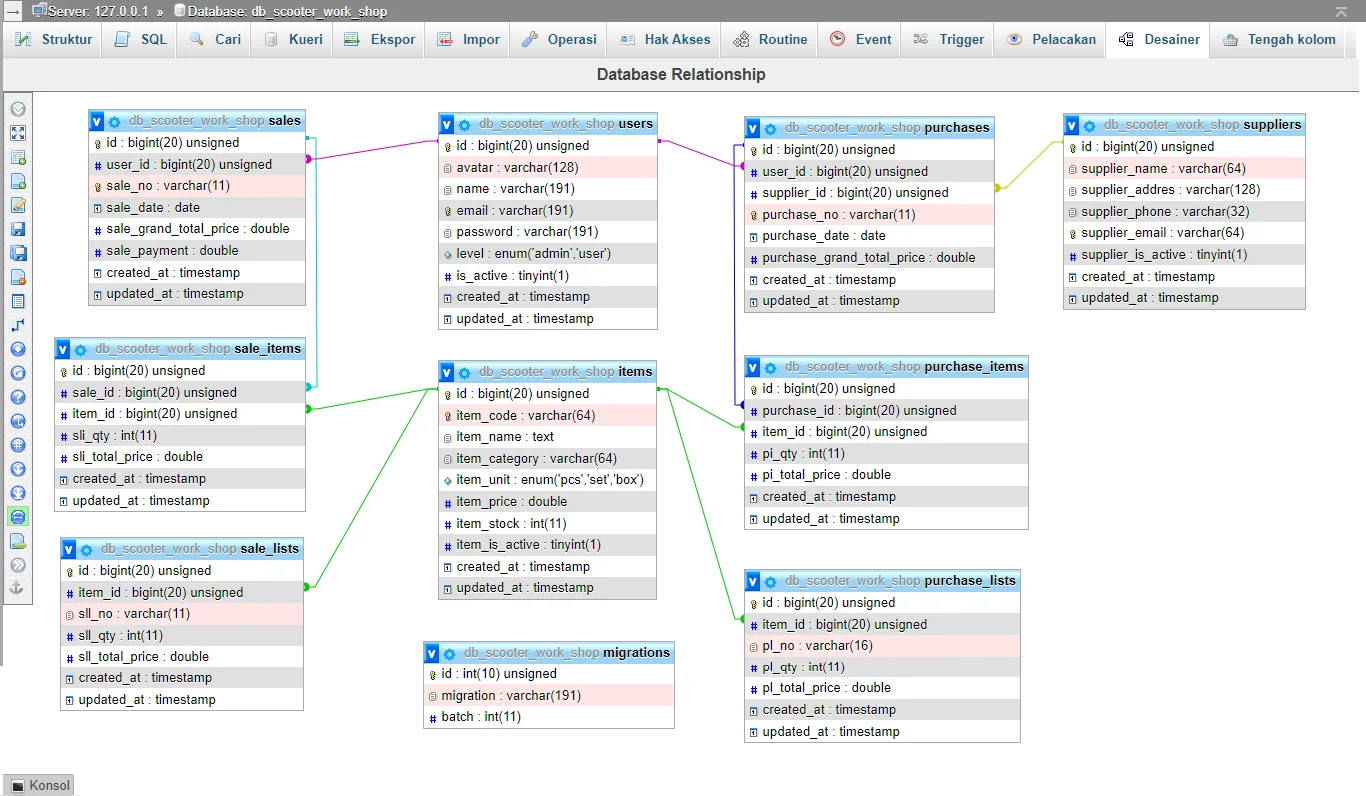 Server: 127.0.0.1 » Database: db_scooter_work_shop
Struktur SQL Cari Kueri Ekspor Impor Operasi Hak Akses Routine Event Trigger Pelacakan Desainer Tengah kolom
Database Relationship
v db_scooter_work_shop sales
id : bigint(20) unsigned
# user_id : bigint(20) unsigned
sale_no : varchar(11)
sale_date : date
# sale_grand_total_price : double
# sale_payment : double
created_at : timestamp
updated_at : timestamp
v db_scooter_work_shop users
id : bigint(20) unsigned
avatar : varchar(128)
name : varchar(191)
email : varchar(191)
password : varchar(191)
level : enum('admin','user')
# is_active : tinyint(1)
created_at : timestamp
updated_at : timestamp
v db_scooter_work_shop purchases
id : bigint(20) unsigned
# user_id : bigint(20) unsigned
# supplier_id : bigint(20) unsigned
purchase_no : varchar(11)
purchase_date : date
# purchase_grand_total_price : double
created_at : timestamp
updated_at : timestamp
v db_scooter_work_shop suppliers
id : bigint(20) unsigned
supplier_name : varchar(64)
supplier_addres : varchar(128)
supplier_phone : varchar(32)
supplier_email : varchar(64)
# supplier_is_active : tinyint(1)
created_at : timestamp
updated_at : timestamp
v db_scooter_work_shop sale_items
id : bigint(20) unsigned
# sale_id : bigint(20) unsigned
# item_id : bigint(20) unsigned
# sli_qty : int(11)
# sli_total_price : double
created_at : timestamp
updated_at : timestamp
v db_scooter_work_shop items
id : bigint(20) unsigned
item_code : varchar(64)
item_name : text
item_category : varchar(64)
item_unit : enum('pcs','set','box')
# item_price : double
# item_stock : int(11)
# item_is_active : tinyint(1)
created_at : timestamp
updated_at : timestamp
v db_scooter_work_shop purchase_items
id : bigint(20) unsigned
# purchase_id : bigint(20) unsigned
# item_id : bigint(20) unsigned
# pi_qty : int(11)
# pi_total_price : double
created_at : timestamp
updated_at : timestamp
v db_scooter_work_shop sale_lists
id : bigint(20) unsigned
# item_id : bigint(20) unsigned
sll_no : varchar(11)
# sll_qty : int(11)
# sll_total_price : double
created_at : timestamp
updated_at : timestamp
v db_scooter_work_shop migrations
id : int(10) unsigned
migration : varchar(191)
# batch : int(11)
v db_scooter_work_shop purchase_lists
id : bigint(20) unsigned
# item_id : bigint(20) unsigned
pl_no : varchar(16)
# pl_qty : int(11)
# pl_total_price : double
created_at : timestamp
updated_at : timestamp
Konsol